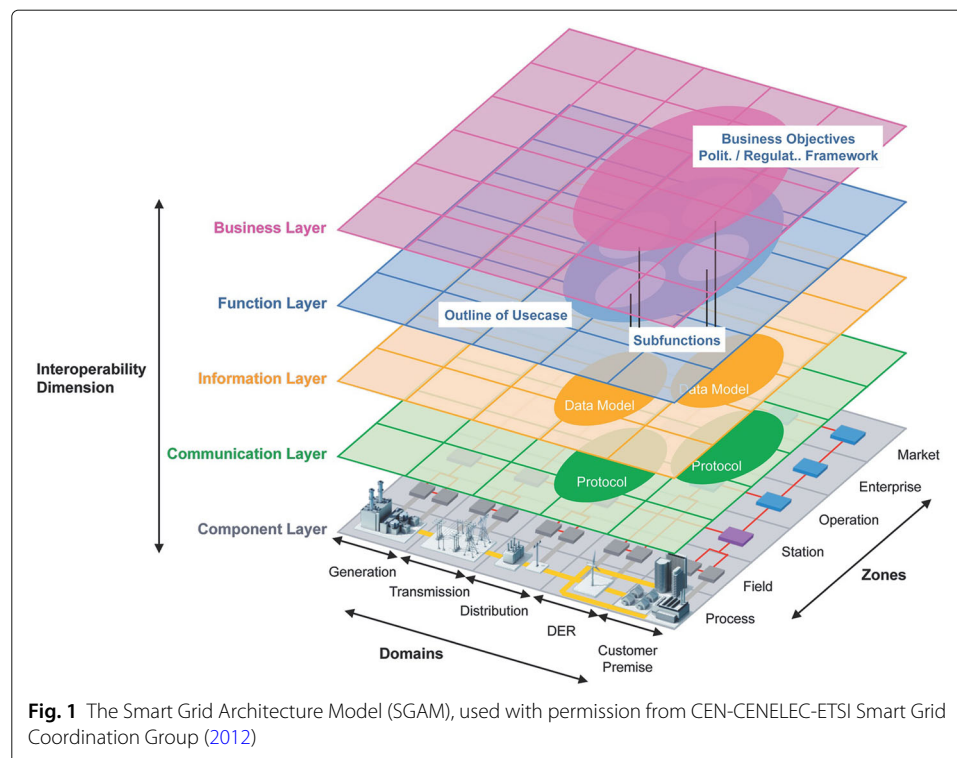 Business Objectives
Polit. / Regulat.. Framework
Business Layer
Function Layer
Outline of Usecase
Subfunctions
Interoperability
Dimension
Information Layer
Data Model
Data Model
Communication Layer
Protocol
Protocol
Component Layer
Market
Enterprise
Operation
Station
Field
Process
Zones
Generation
Transmission
Distribution
DER
Customer
Premise
Domains
Fig. 1 The Smart Grid Architecture Model (SGAM), used with permission from CEN-CENELEC-ETSI Smart Grid
Coordination Group (2012)